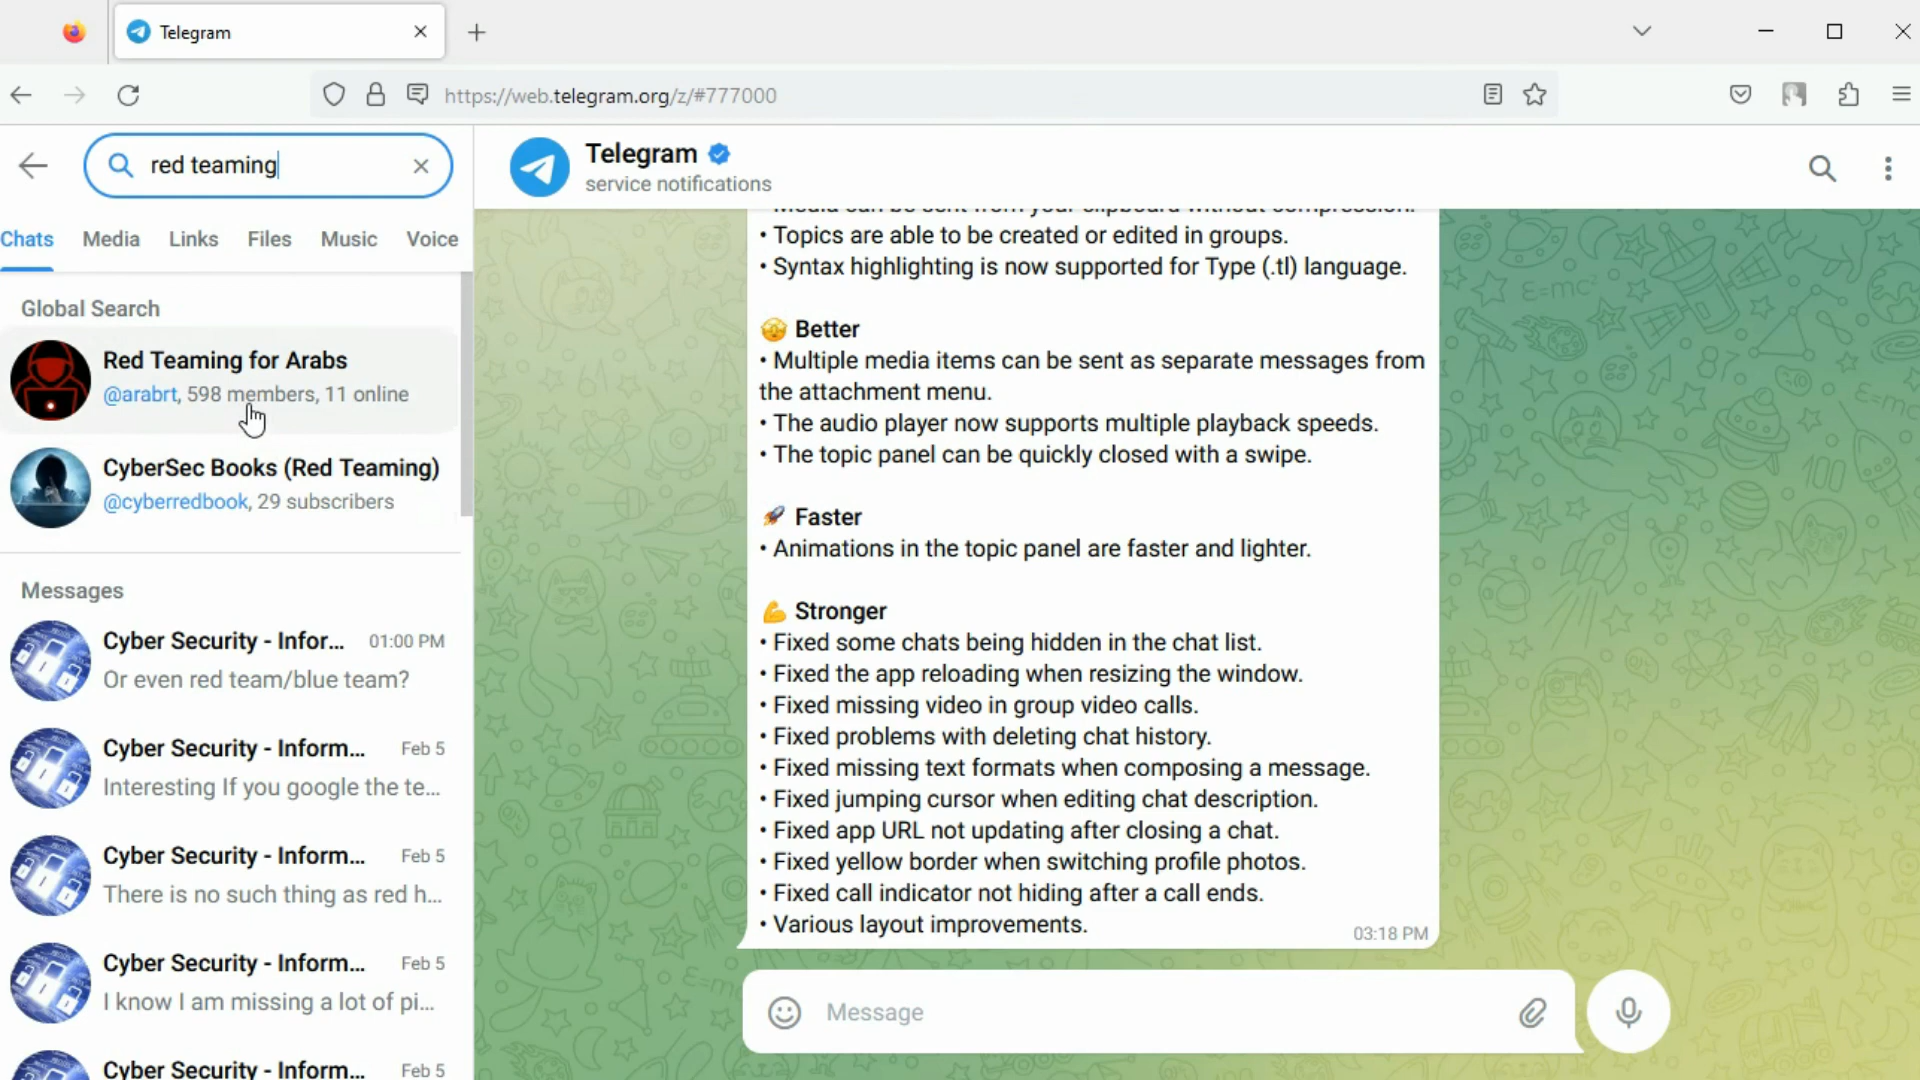 Telegram
https://web.telegram.org/z/#777000
red teaming
Chats Media Links Files Music Voice
Global Search
Red Teaming for Arabs
@arabrt, 598 members, 11 online
CyberSec Books (Red Teaming)
@cyberredbook, 29 subscribers
Messages
Cyber Security - Infor... 01:00 PM
Or even red team/blue team?
Cyber Security - Inform... Feb 5
Interesting If you google the te...
Cyber Security - Inform... Feb 5
There is no such thing as red h...
Cyber Security - Inform... Feb 5
I know I am missing a lot of pi...
Cyber Security - Inform... Feb 5
Telegram
service notifications
• Media can be sent from your clipboard without compression.
• Topics are able to be created or edited in groups.
• Syntax highlighting is now supported for Type (.tl) language.
🤩 Better
• Multiple media items can be sent as separate messages from
the attachment menu.
• The audio player now supports multiple playback speeds.
• The topic panel can be quickly closed with a swipe.
🚀 Faster
• Animations in the topic panel are faster and lighter.
💪 Stronger
• Fixed some chats being hidden in the chat list.
• Fixed the app reloading when resizing the window.
• Fixed missing video in group video calls.
• Fixed problems with deleting chat history.
• Fixed missing text formats when composing a message.
• Fixed jumping cursor when editing chat description.
• Fixed app URL not updating after closing a chat.
• Fixed yellow border when switching profile photos.
• Fixed call indicator not hiding after a call ends.
• Various layout improvements.
03:18 PM
Message